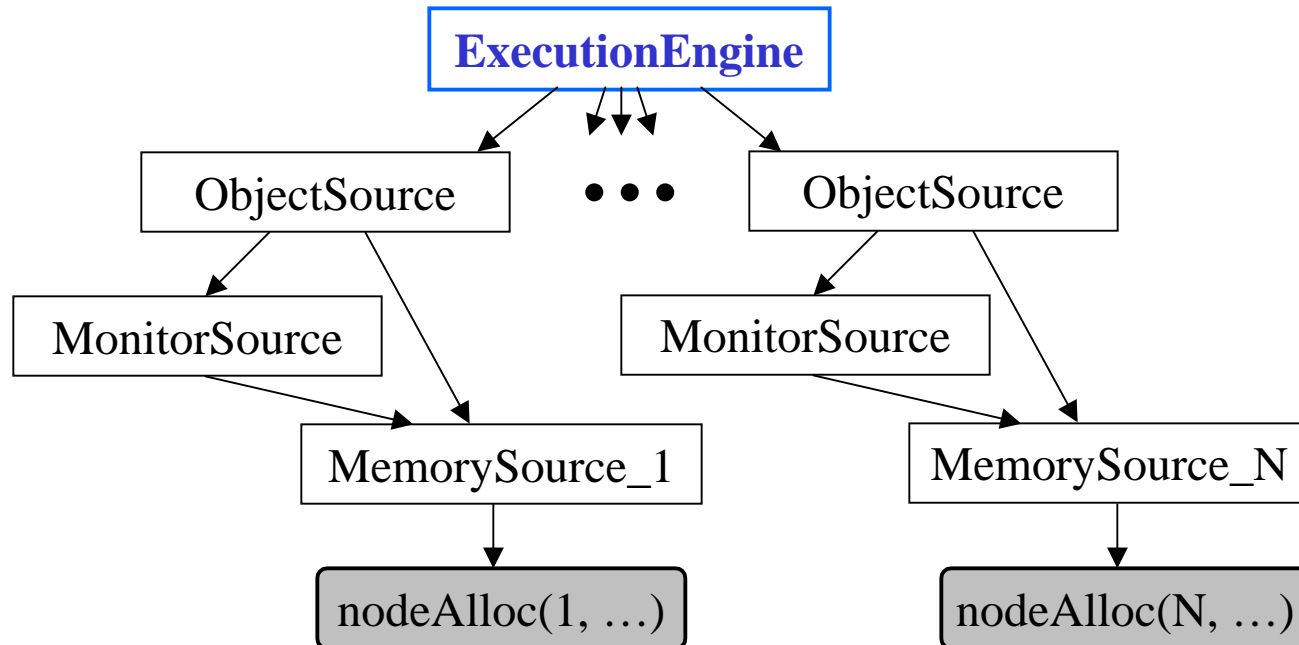 ExecutionEngine
ObjectSource
•••
ObjectSource
MonitorSource
MonitorSource
MemorySource_1
MemorySource_N
nodeAlloc(1, …)
nodeAlloc(N, …)